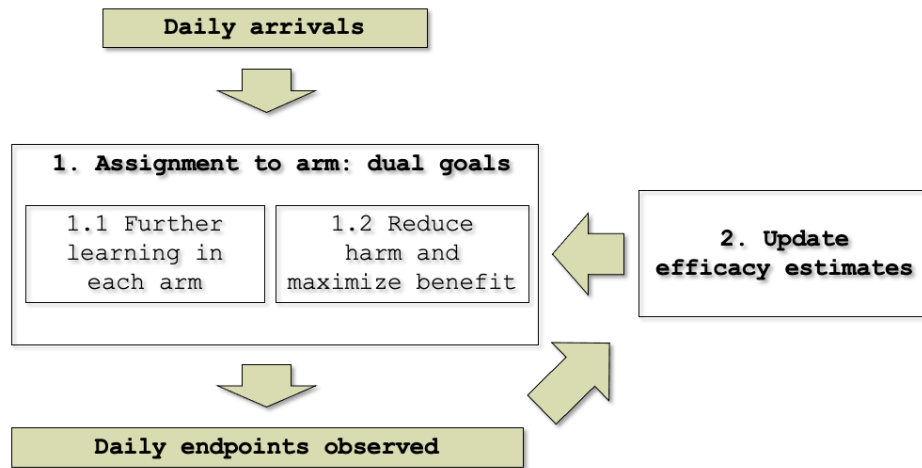 Daily arrivals
1. Assignment to arm: dual goals
1.1 Further
learning in
each arm
1.2 Reduce
harm and
maximize benefit
2. Update
efficacy estimates
Daily endpoints observed